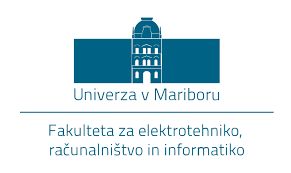 Univerza v Mariboru
Fakulteta za elektrotehniko,
računalništvo in informatiko